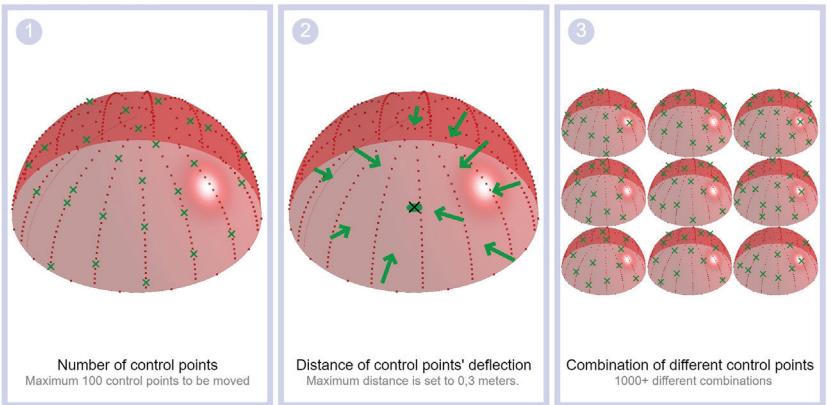 1
Number of control points
Maximum 100 control points to be moved
2
Distance of control points' deflection
Maximum distance is set to 0,3 meters.
3
Combination of different control points
1000+ different combinations